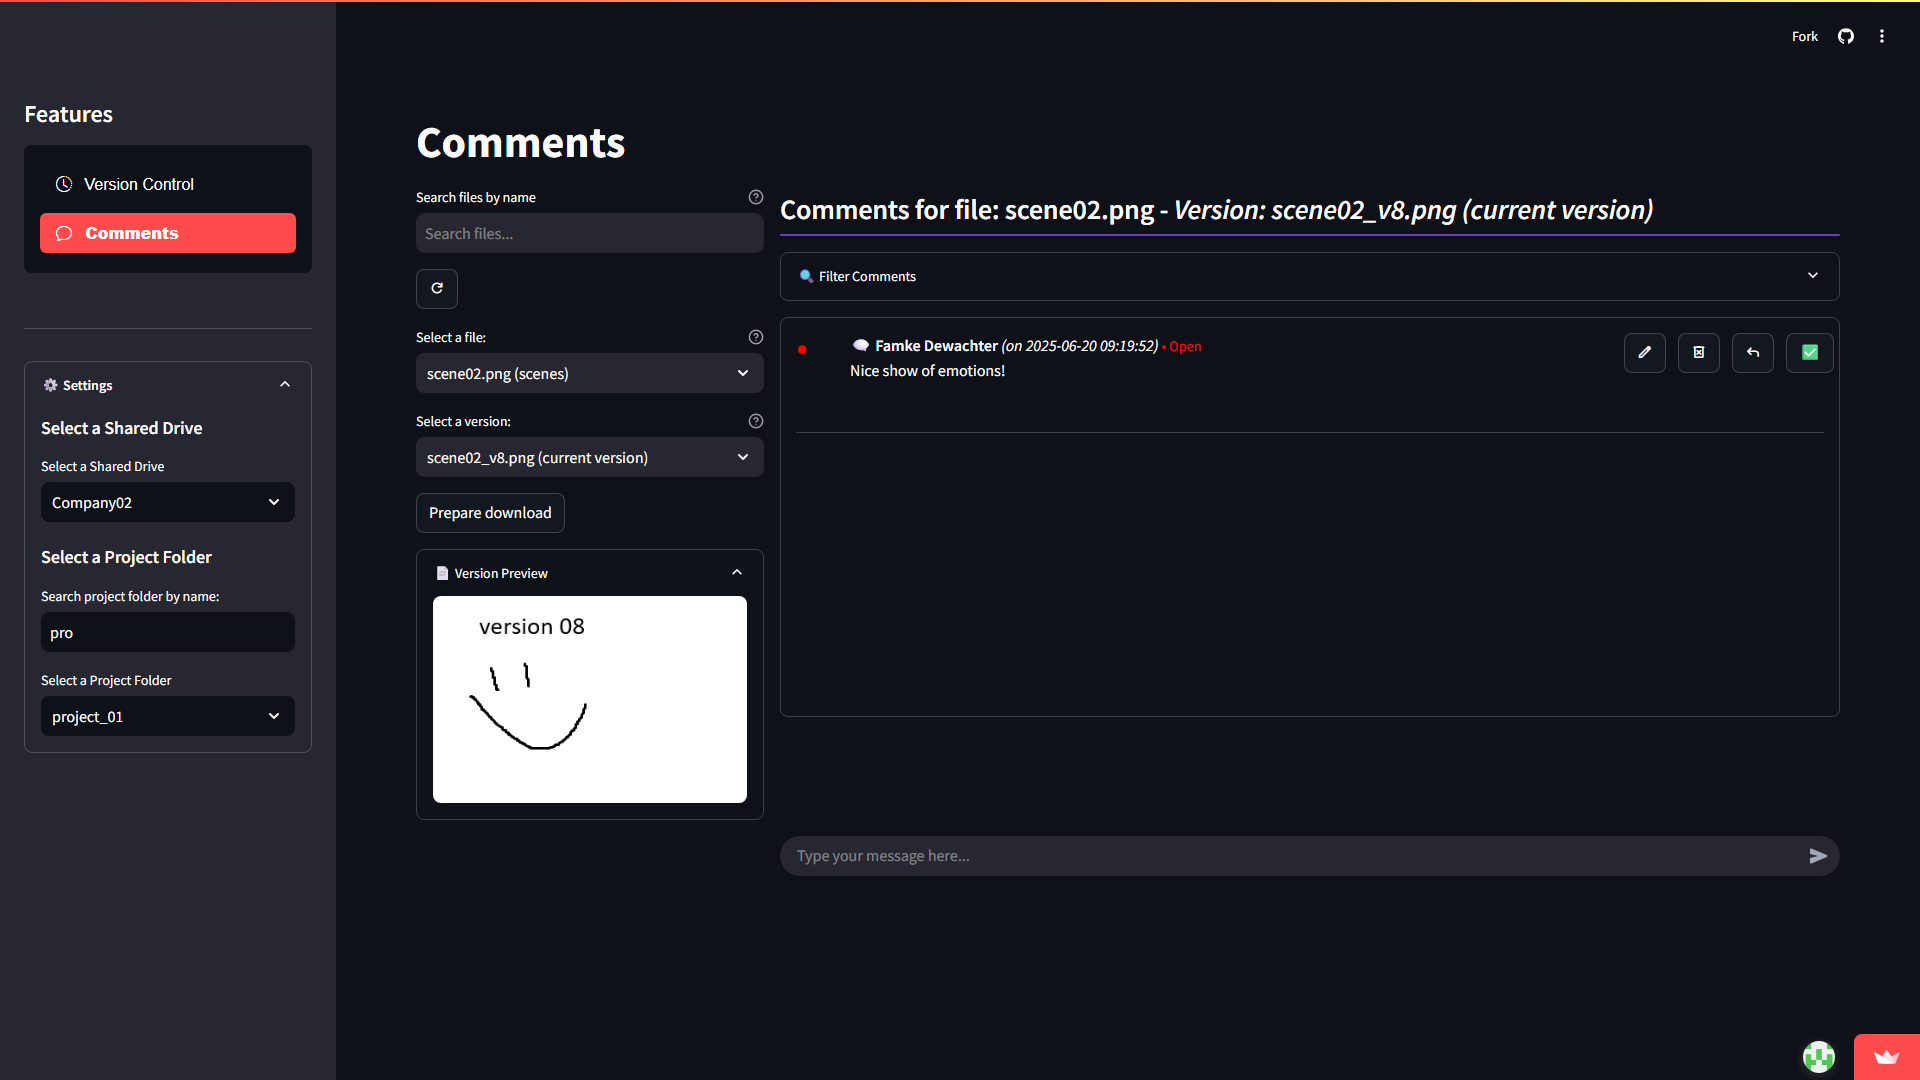 Fork
Features
Version Control
Comments
Settings
Select a Shared Drive
Select a Shared Drive
Company02
Select a Project Folder
Search project folder by name:
pro
Select a Project Folder
project_01
Comments
Search files by name
Search files...
Select a file:
scene02.png (scenes)
Select a version:
scene02_v8.png (current version)
Prepare download
Version Preview
version 08
Comments for file: scene02.png - Version: scene02_v8.png (current version)
Filter Comments
Famke Dewachter (on 2025-06-20 09:19:52) • Open
Nice show of emotions!
Type your message here...